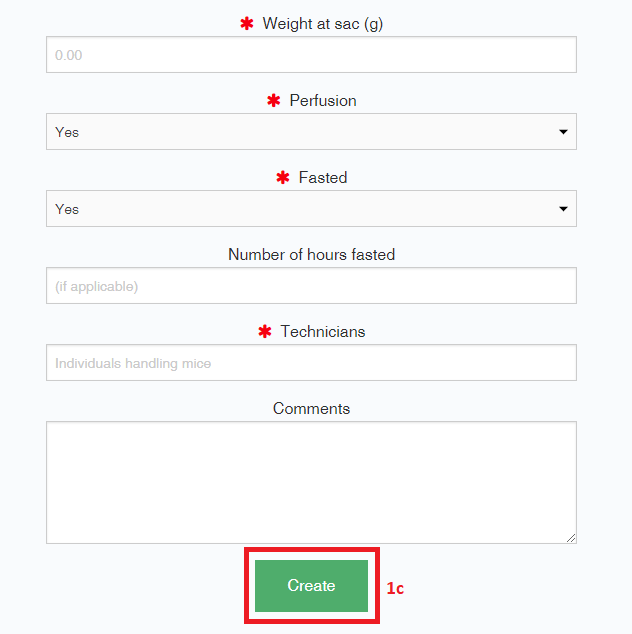 ✱ Weight at sac (g)
0.00
✱ Perfusion
Yes
✱ Fasted
Yes
Number of hours fasted
(if applicable)
✱ Technicians
Individuals handling mice
Comments
Create 1c